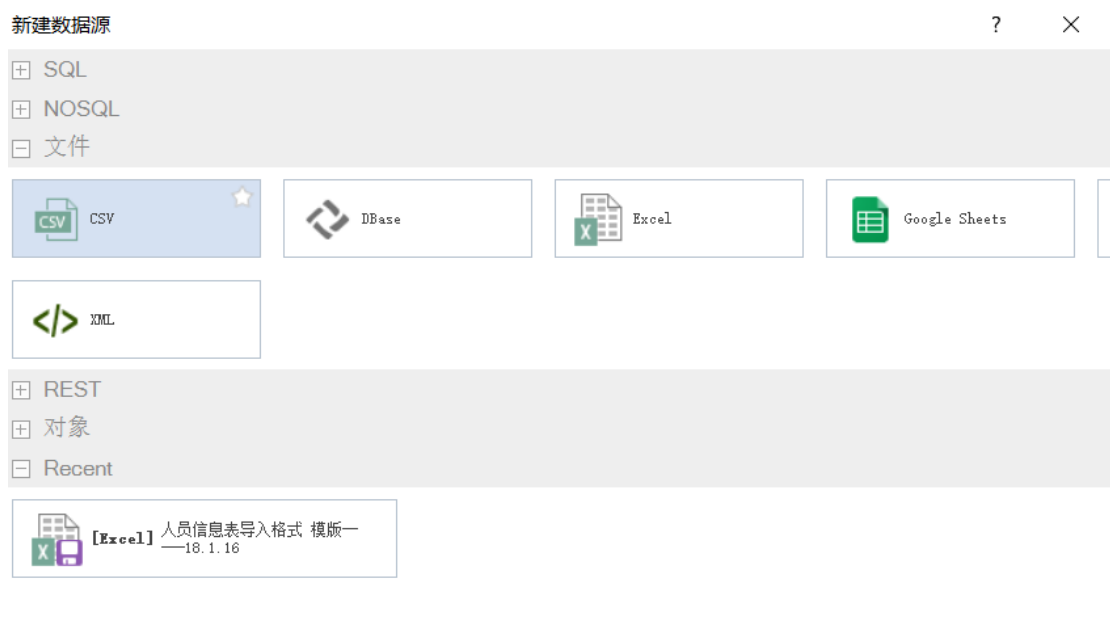 新建数据源
?
SQL
NOSQL
文件
CSV
CSV
DBase
X
Excel
Google Sheets
</>
XML
REST
对象
Recent
X
[Excel]
人员信息表导入格式 模版一
——18.1.16